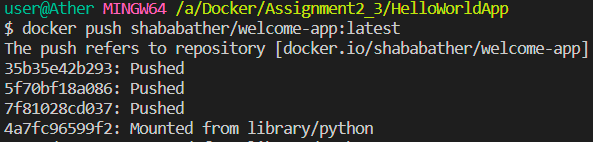 user@Ather MINGW64 /a/Docker/Assignment2_3/HelloWorldApp
$ docker push shababather/welcome-app:latest
The push refers to repository [docker.io/shababather/welcome-app]
35b35e42b293: Pushed
5f70bf18a086: Pushed
7f81028cd037: Pushed
4a7fc96599f2: Mounted from library/python